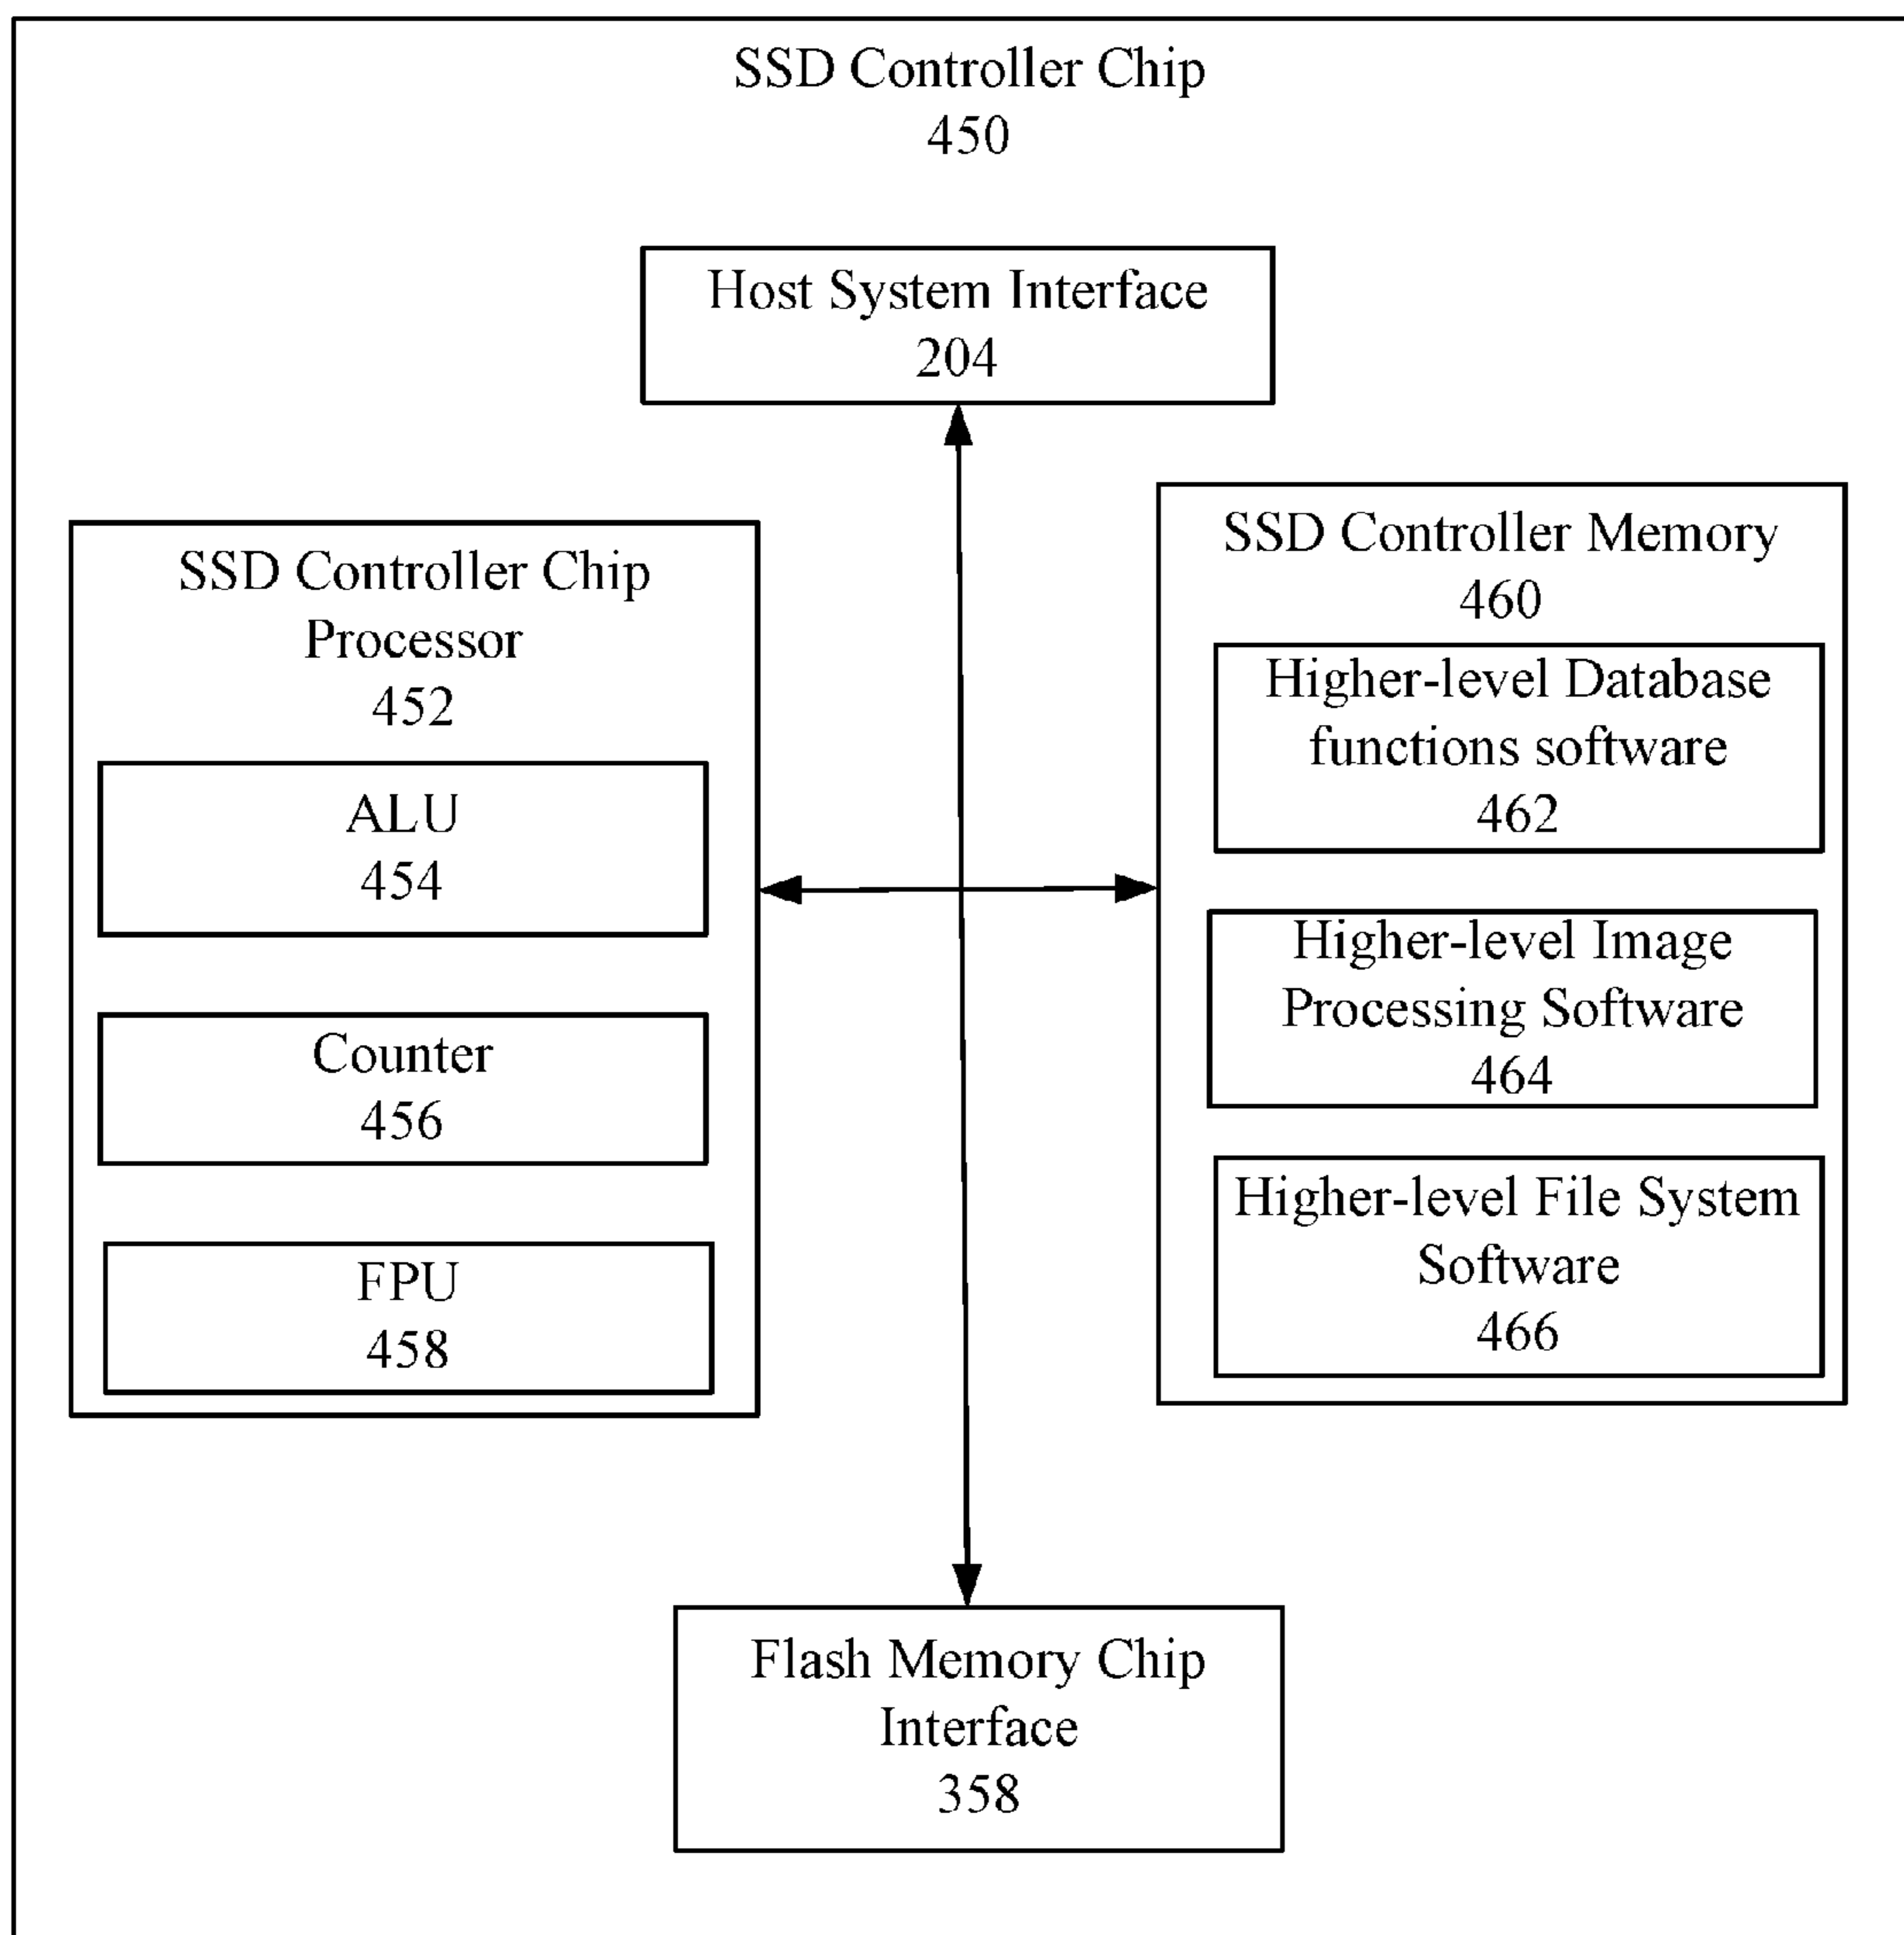 SSD Controller Chip
450
Host System Interface
204
SSD Controller Chip
Processor
452
ALU
454
Counter
456
FPU
458
SSD Controller Memory
460
Higher-level Database
functions software
462
Higher-level Image
Processing Software
464
Higher-level File System
Software
466
Flash Memory Chip
Interface
358